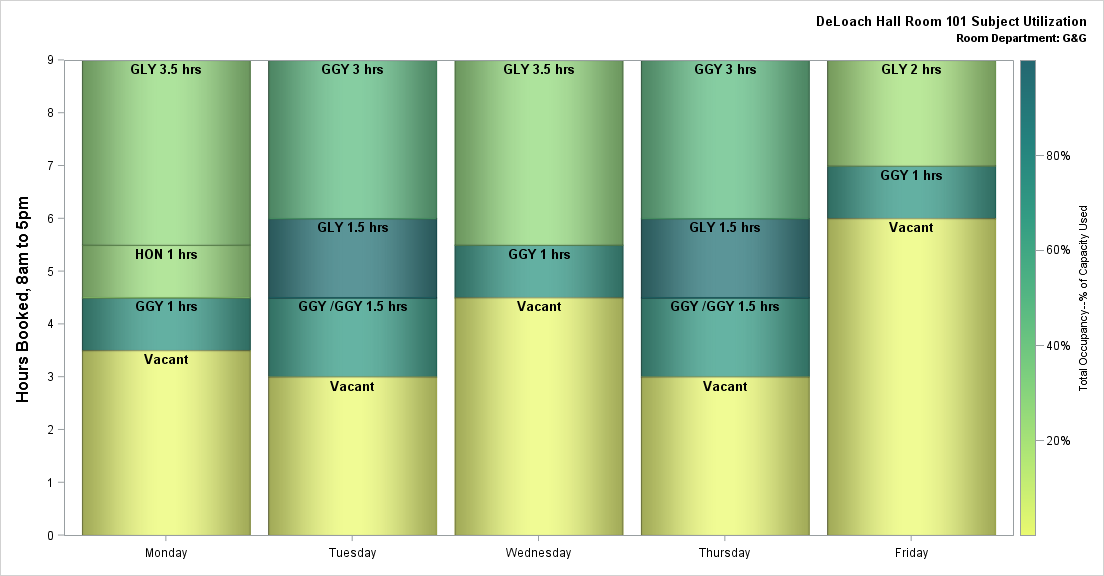 DeLoach Hall Room 101 Subject Utilization
Room Department: G&G
Hours Booked, 8am to 5pm
9
8
7
6
5
4
3
2
1
0
GLY 3.5 hrs
HON 1 hrs
GGY 1 hrs
Vacant
GGY 3 hrs
GLY 1.5 hrs
GGY /GGY 1.5 hrs
Vacant
GLY 3.5 hrs
GGY 1 hrs
Vacant
GGY 3 hrs
GLY 1.5 hrs
GGY /GGY 1.5 hrs
Vacant
GLY 2 hrs
GGY 1 hrs
Vacant
Monday
Tuesday
Wednesday
Thursday
Friday
80%
60%
40%
20%
Total Occupancy--% of Capacity Used